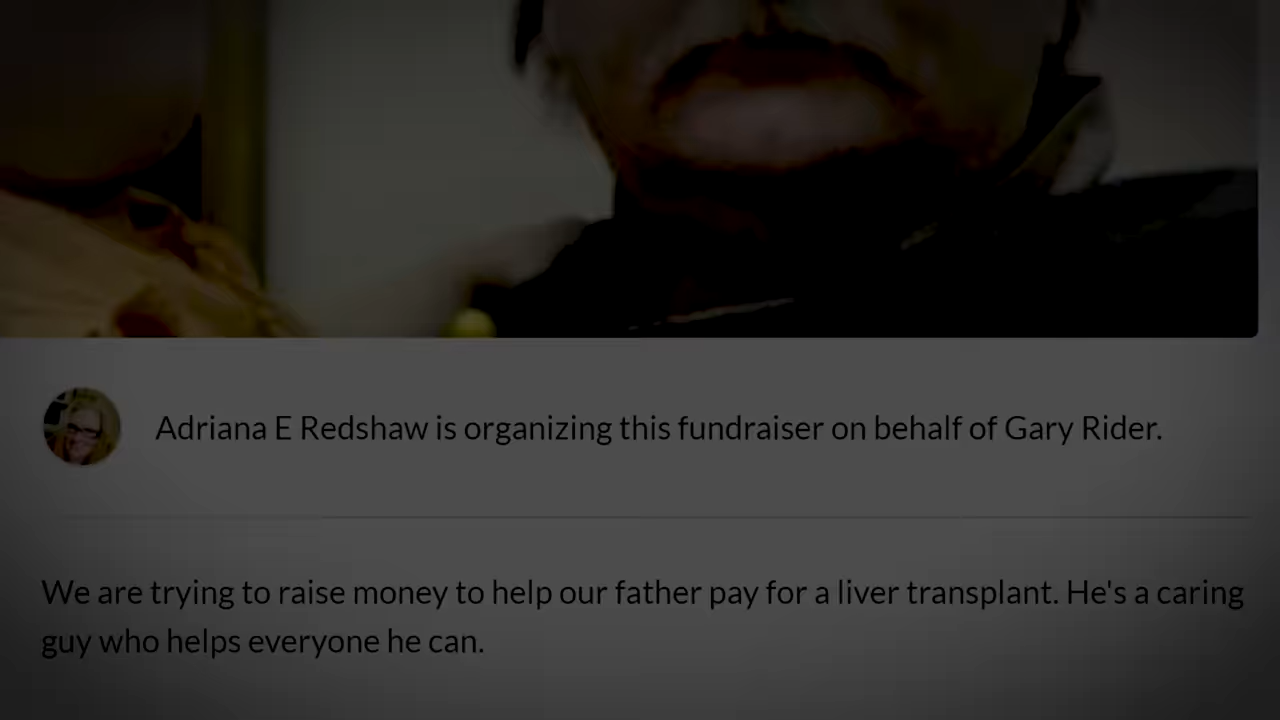 Adriana E Redshaw is organizing this fundraiser on behalf of Gary Rider.
We are trying to raise money to help our father pay for a liver transplant. He's a caring
guy who helps everyone he can.